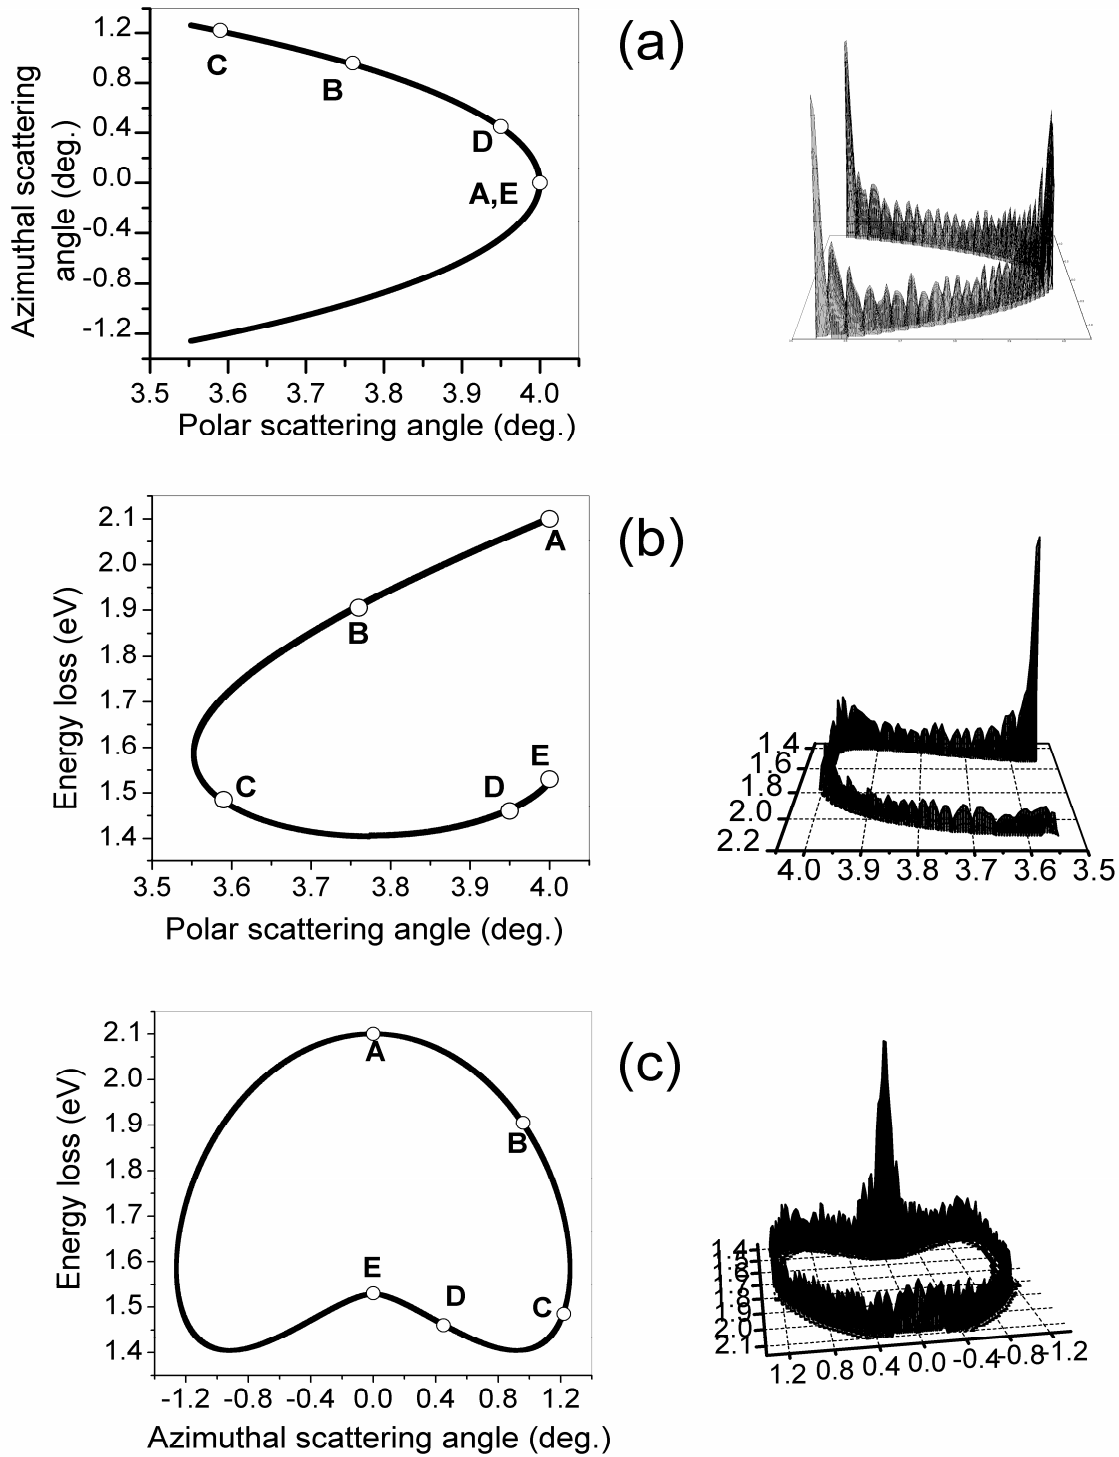 (a)
1.2
0.8
0.4
0.0
-0.4
-0.8
-1.2
Azimuthal scattering
angle (deg.)
C
B
D
A,E
3.5 3.6 3.7 3.8 3.9 4.0
Polar scattering angle (deg.)
(b)
2.1
2.0
1.9
1.8
1.7
1.6
1.5
1.4
Energy loss (eV)
A
B
E
C
D
3.5 3.6 3.7 3.8 3.9 4.0
Polar scattering angle (deg.)
1.4
1.6
1.8
2.0
2.2
4.0 3.9 3.8 3.7 3.6 3.5
(c)
2.1
2.0
1.9
1.8
1.7
1.6
1.5
1.4
Energy loss (eV)
A
B
E
D
C
-1.2 -0.8 -0.4 0.0 0.4 0.8 1.2
Azimuthal scattering angle (deg.)
1.4
1.8
1.9
2.0
2.1
1.2 0.8 0.4 0.0 -0.4 -0.8 -1.2